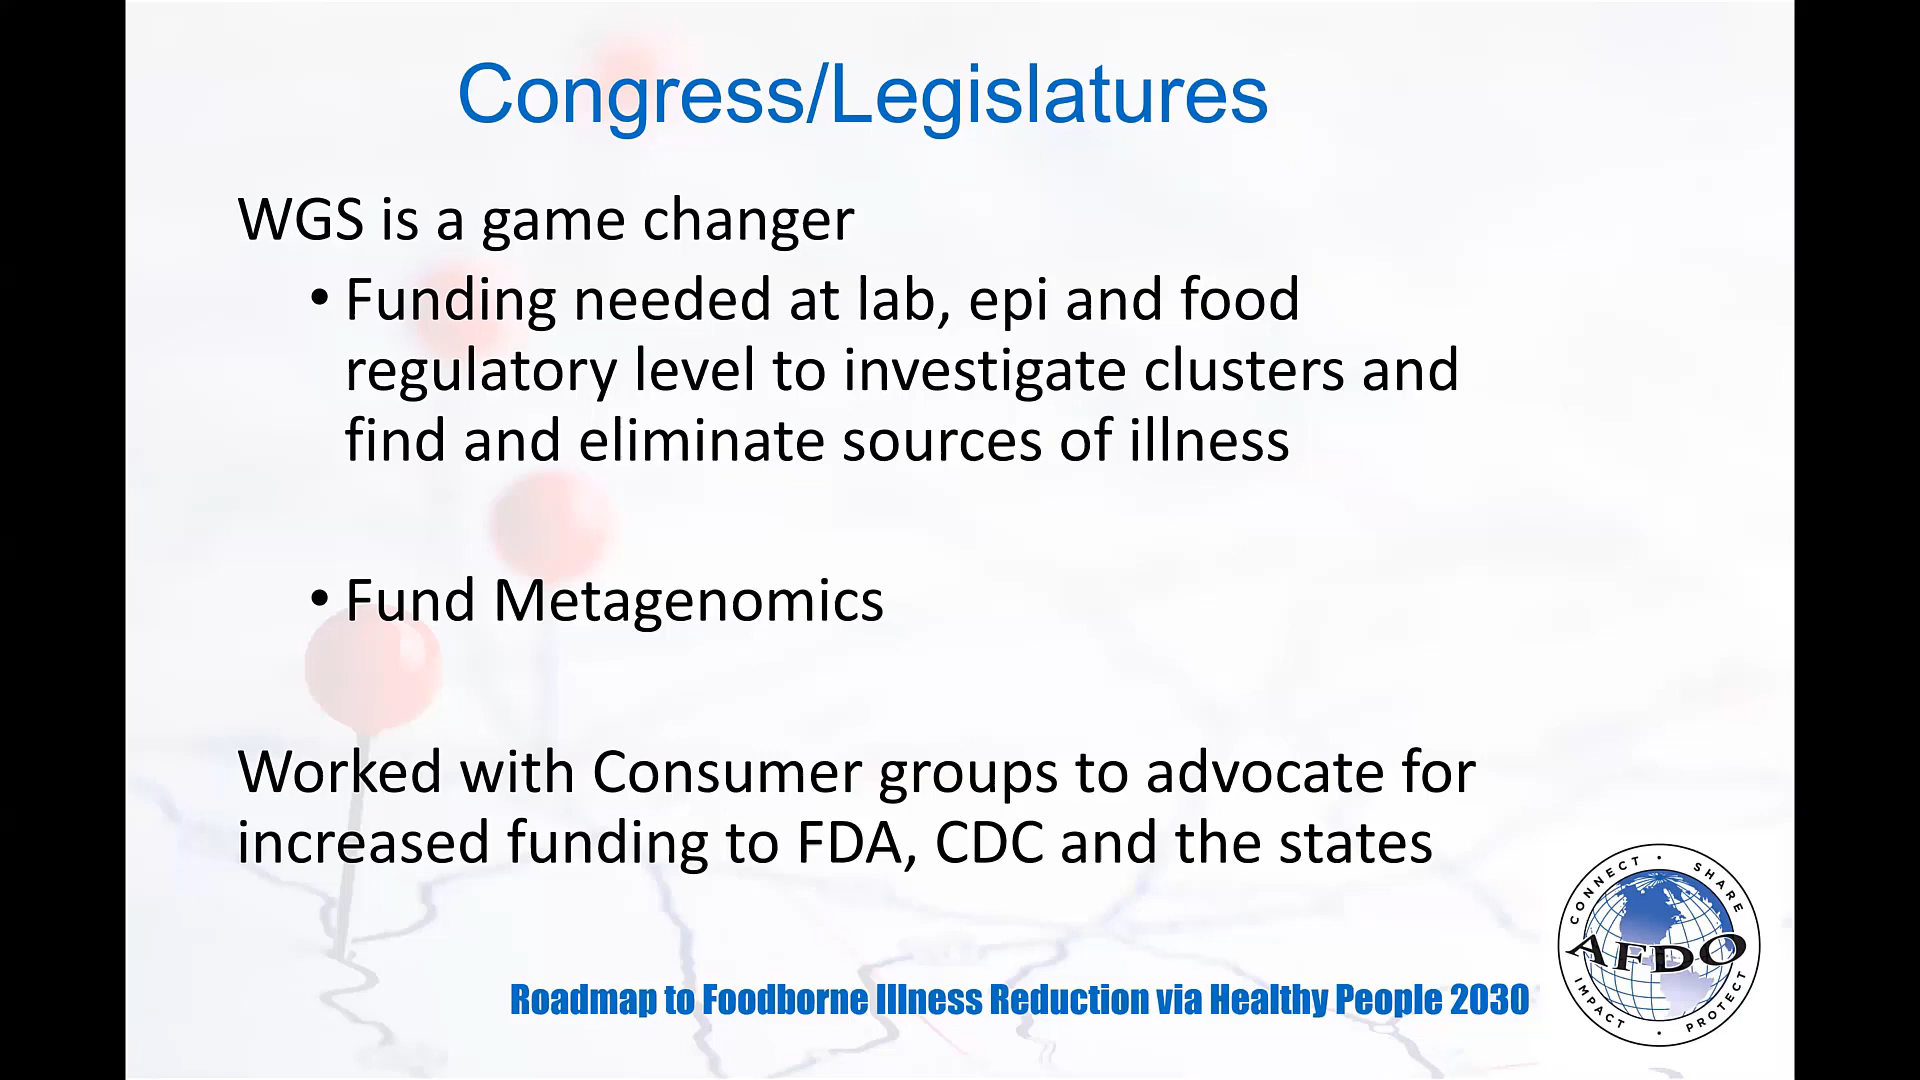 Congress/Legislatures
WGS is a game changer
• Funding needed at lab, epi and food
regulatory level to investigate clusters and
find and eliminate sources of illness
• Fund Metagenomics
Worked with Consumer groups to advocate for
increased funding to FDA, CDC and the states
Roadmap to Foodborne Illness Reduction via Healthy People 2030
CONNECT • SHARE
AFDO
IMPACT • PROTECT